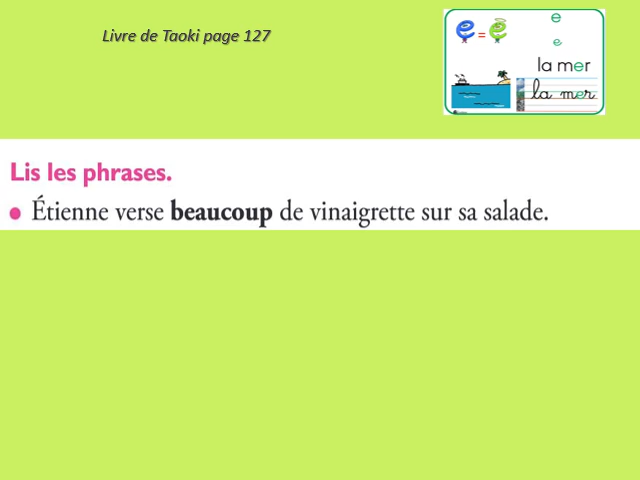 Livre de Taoki page 127
e = e
e
e
la mer
la mer
Lis les phrases.
• Étienne verse beaucoup de vinaigrette sur sa salade.